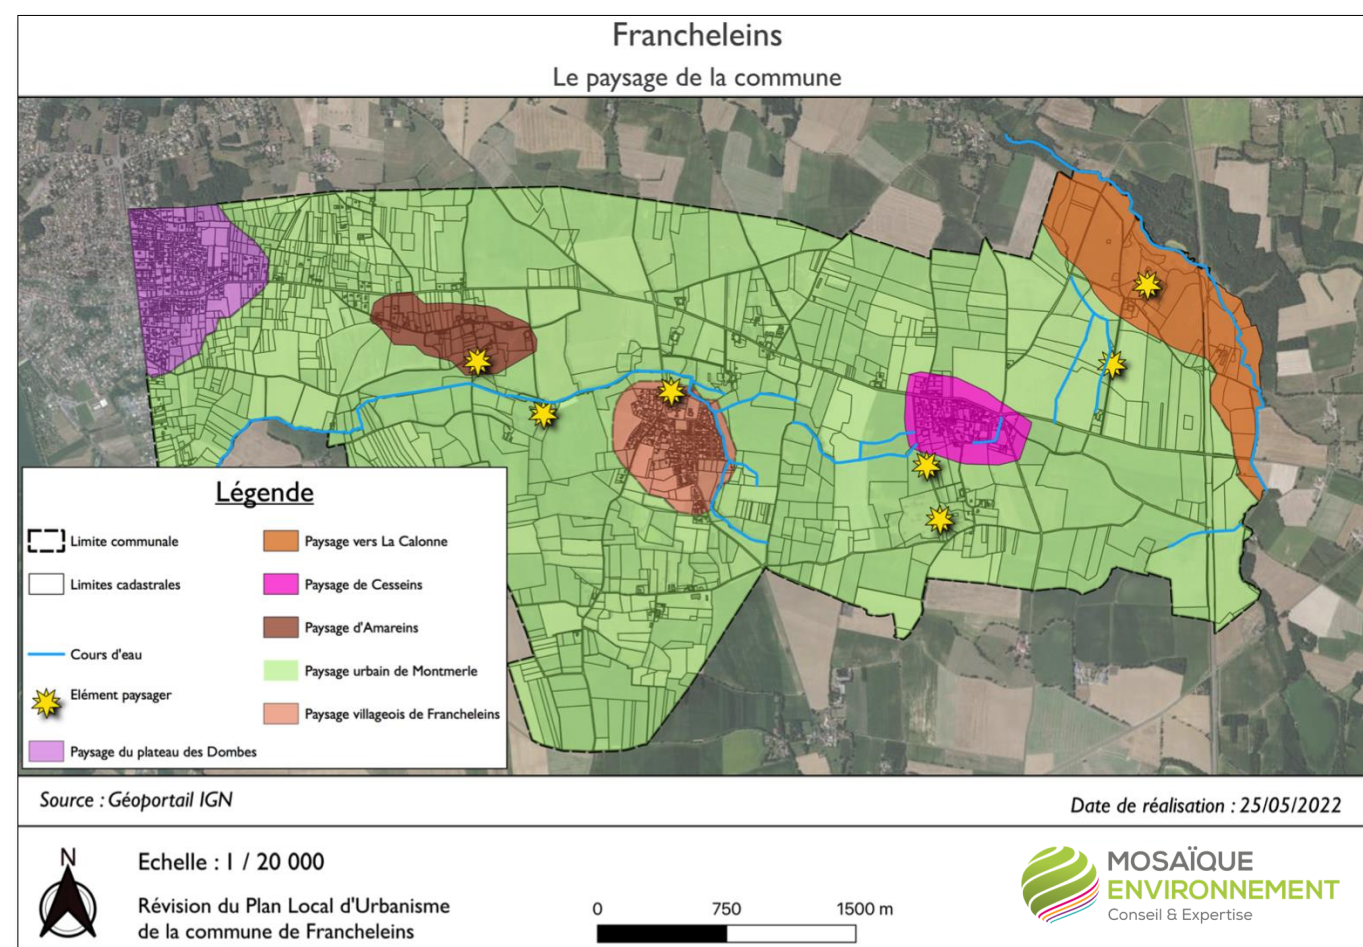 Francheleins
Le paysage de la commune
Légende
Limite communale
Limites cadastrales
Cours d'eau
Elément paysager
Paysage du plateau des Dombes
Paysage vers La Calonne
Paysage de Cesseins
Paysage d'Amareins
Paysage urbain de Montmerle
Paysage villageois de Francheleins
Source : Géoportail IGN
Date de réalisation : 25/05/2022
N
Echelle : 1 / 20 000
Révision du Plan Local d'Urbanisme
de la commune de Francheleins
0 750 1500 m
MOSAÏQUE
ENVIRONNEMENT
Conseil & Expertise